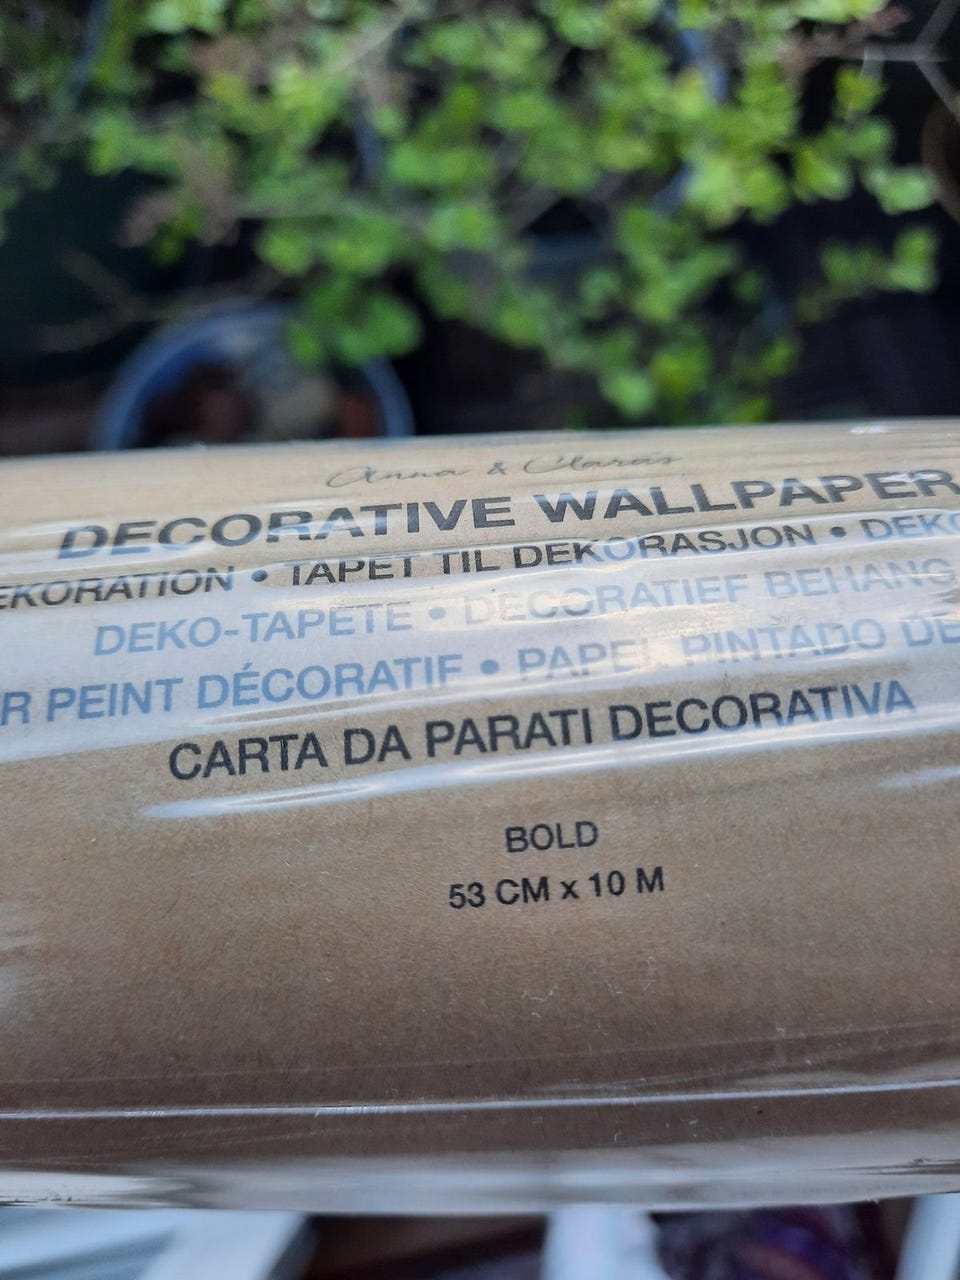 Anna & Clara's
DECORATIVE WALLPAPER
EKORATION • TAPET TIL DEKORASJON • DEKO
DEKO-TAPETE • DECORATIEF BEHANG
R PEINT DÉCORATIF • PAPEL PINTADO DE
CARTA DA PARATI DECORATIVA
BOLD
53 CM x 10 M